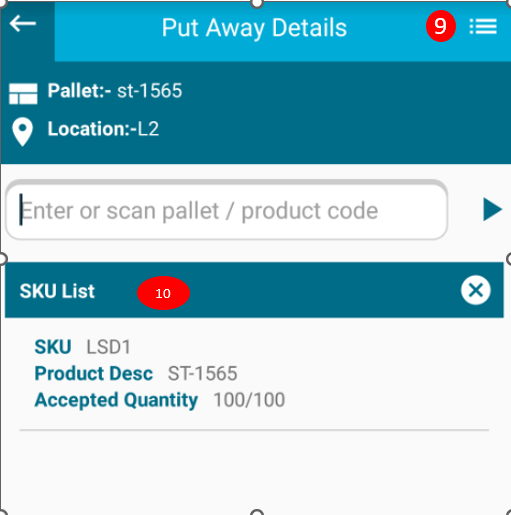 Put Away Details 9
Pallet:- st-1565
Location:-L2
Enter or scan pallet / product code
SKU List 10
SKU LSD1
Product Desc ST-1565
Accepted Quantity 100/100